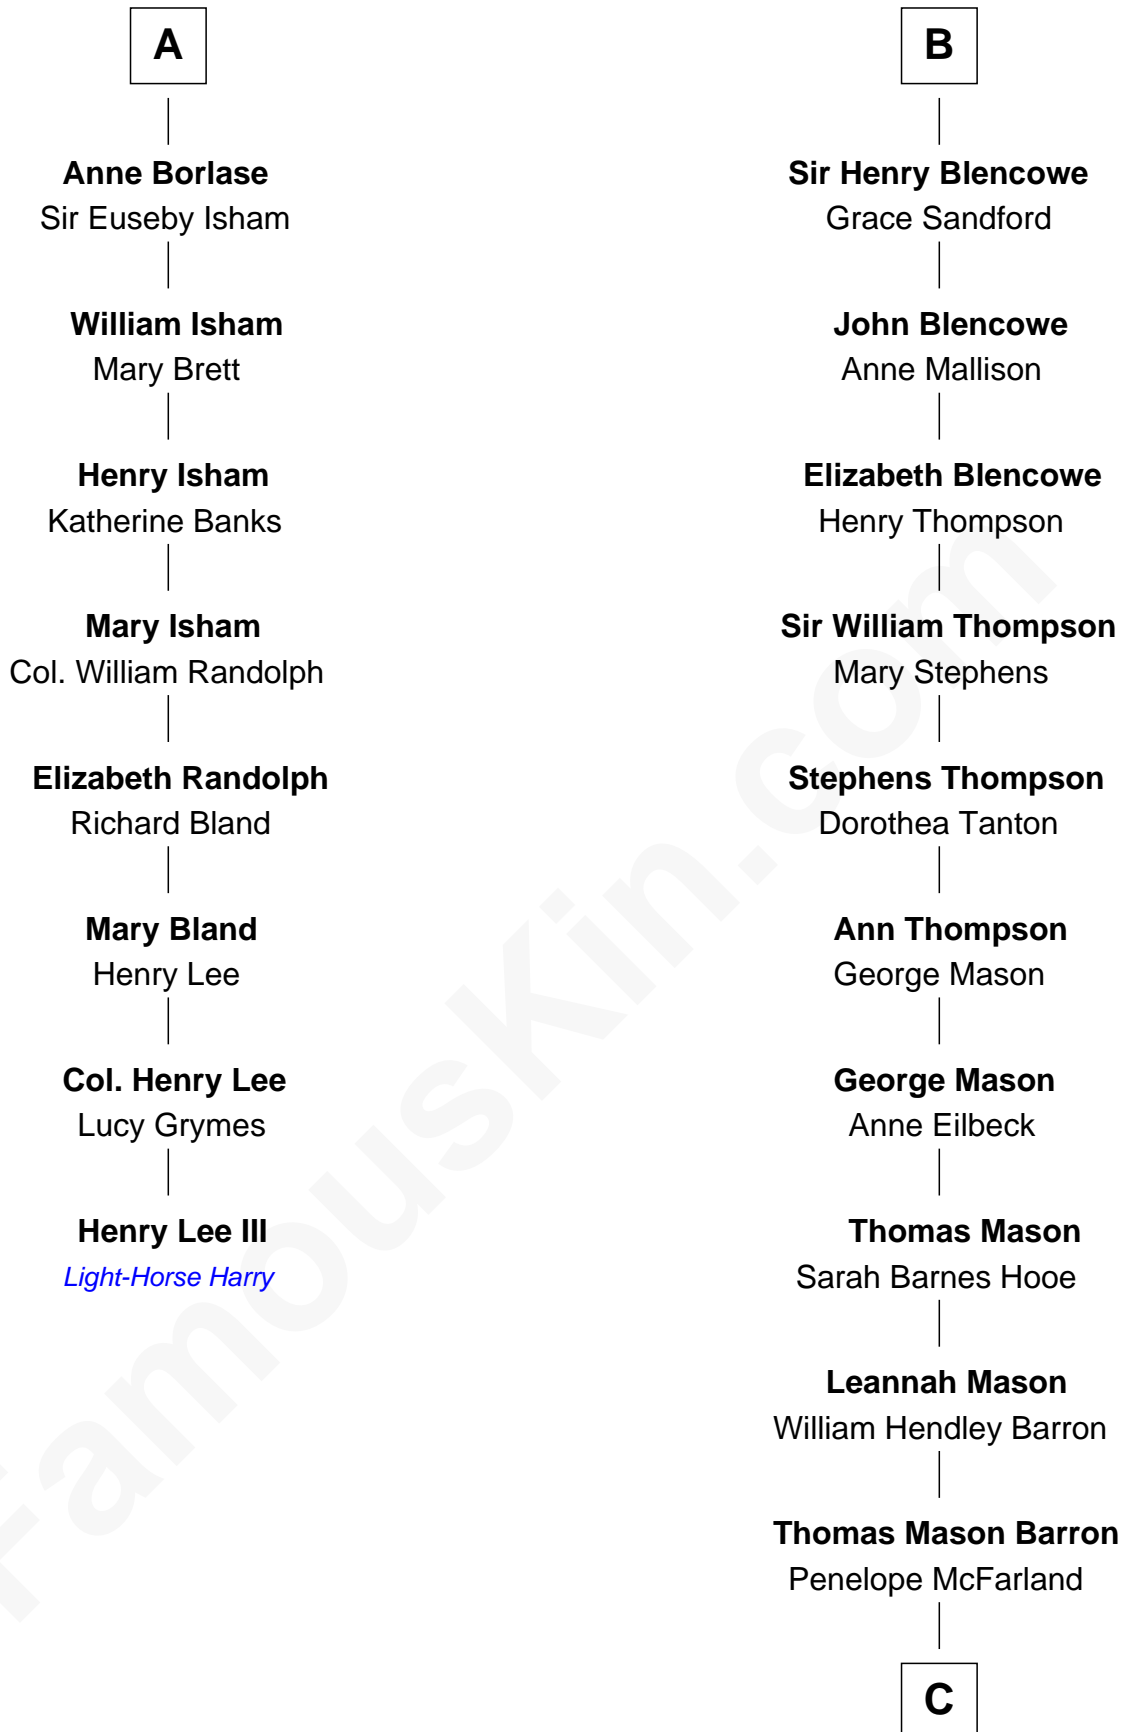 A
Anne Borlase
Sir Euseby Isham
William Isham
Mary Brett
Henry Isham
Katherine Banks
Mary Isham
Col. William Randolph
Elizabeth Randolph
Richard Bland
Mary Bland
Henry Lee
Col. Henry Lee
Lucy Grymes
Henry Lee III
Light-Horse Harry
B
Sir Henry Blencowe
Grace Sandford
John Blencowe
Anne Mallison
Elizabeth Blencowe
Henry Thompson
Sir William Thompson
Mary Stephens
Stephens Thompson
Dorothea Tanton
Ann Thompson
George Mason
George Mason
Anne Eilbeck
Thomas Mason
Sarah Barnes Hooe
Leannah Mason
William Hendley Barron
Thomas Mason Barron
Penelope McFarland
C
FamousKin.com